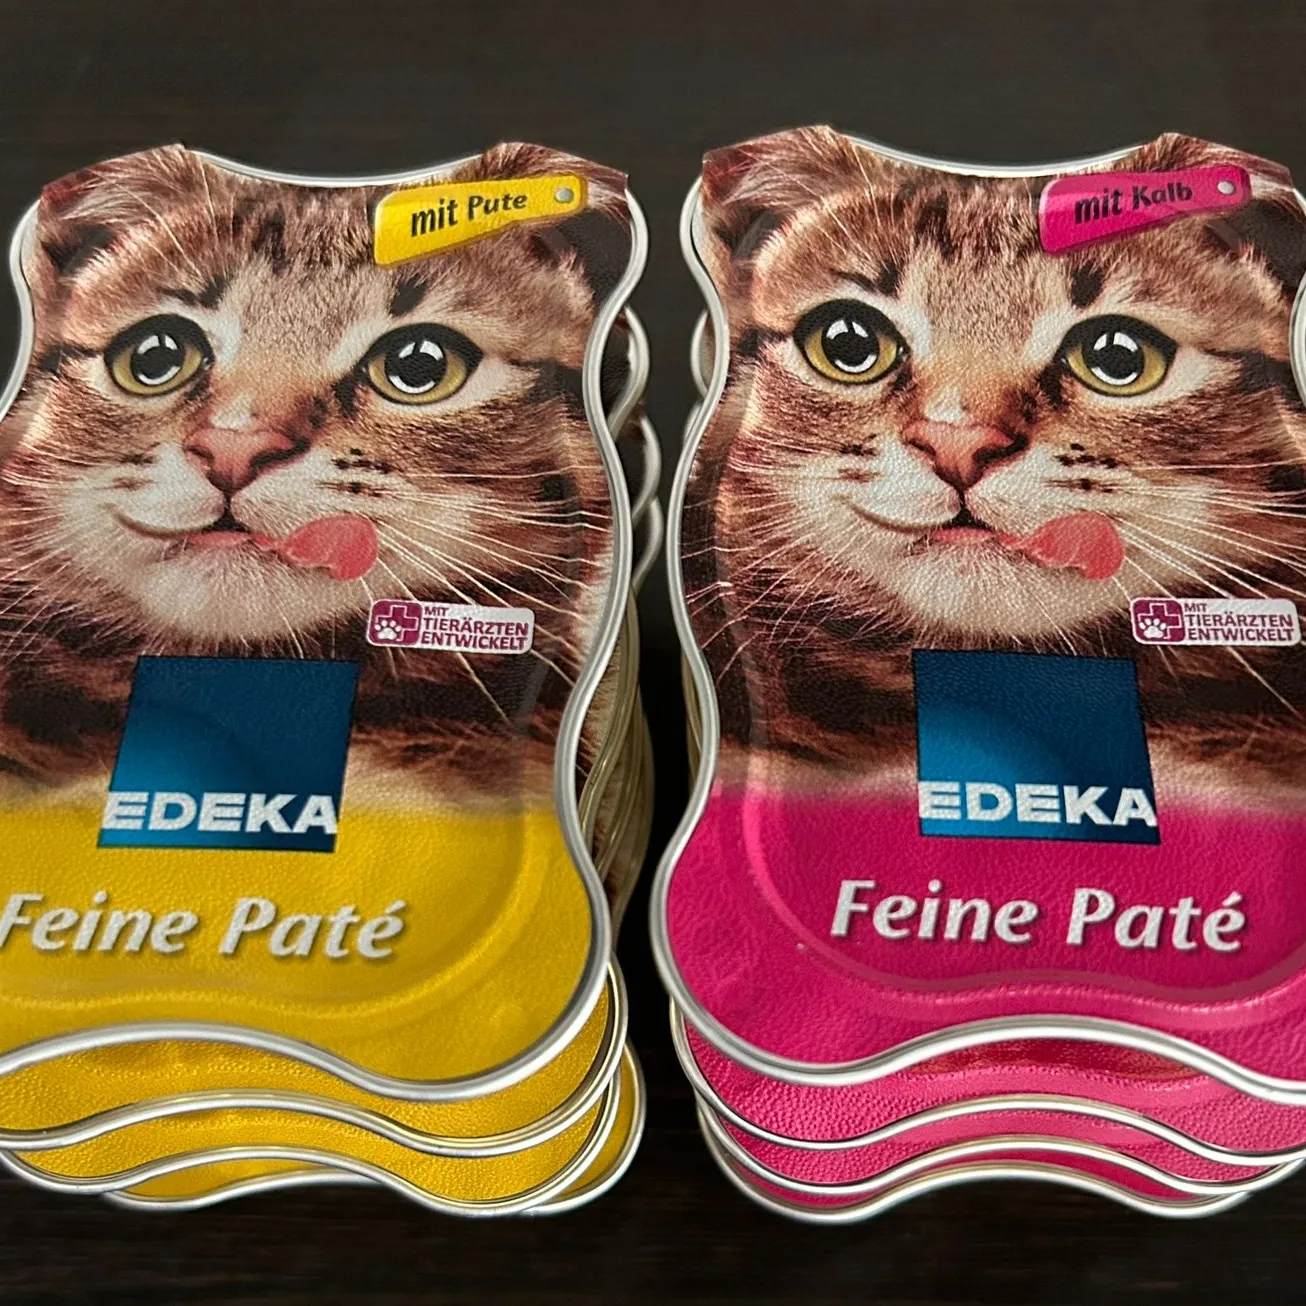 mit Pute
MIT
TIERÄRZTEN
ENTWICKELT
EDEKA
Feine Paté
mit Kalb
MIT
TIERÄRZTEN
ENTWICKELT
EDEKA
Feine Paté